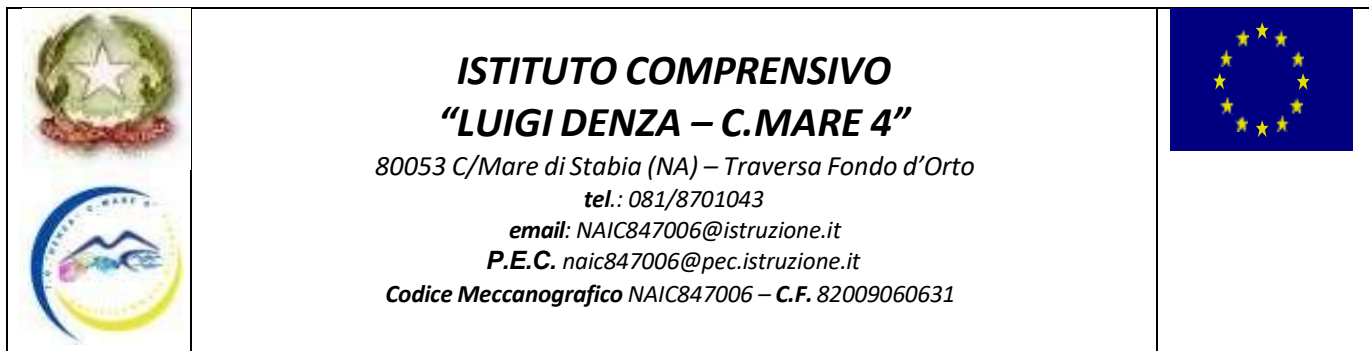 ISTITUTO COMPRENSIVO
“LUIGI DENZA – C.MARE 4”
80053 C/Mare di Stabia (NA) – Traversa Fondo d’Orto
tel.: 081/8701043
email: NAIC847006@istruzione.it
P.E.C. naic847006@pec.istruzione.it
Codice Meccanografico NAIC847006 – C.F. 82009060631